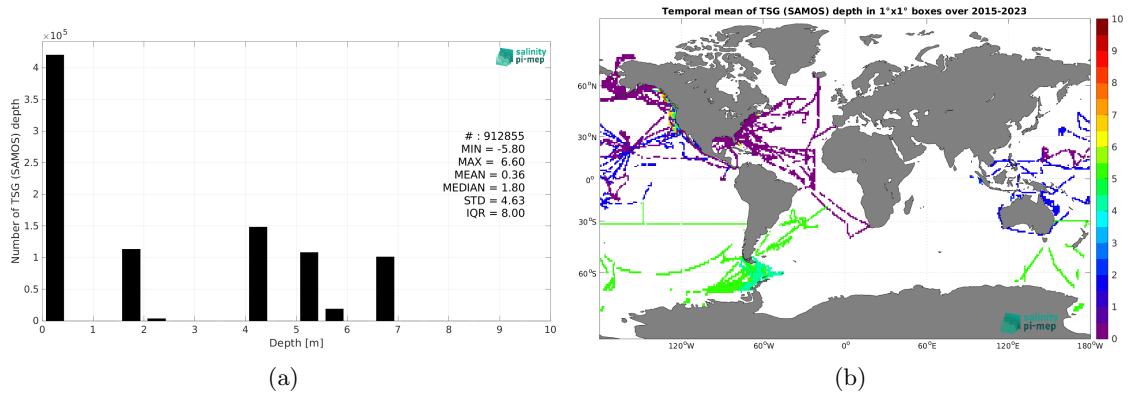 ×10⁵
4
3.5
3
2.5
2
1.5
1
0.5
0
Number of TSG (SAMOS) depth
0 1 2 3 4 5 6 7 8 9 10
Depth [m]
salinity
pi-mep
# : 912855
MIN = -5.80
MAX = 6.60
MEAN = 0.36
MEDIAN = 1.80
STD = 4.63
IQR = 8.00
(a)
Temporal mean of TSG (SAMOS) depth in 1°x1° boxes over 2015-2023
60°N
30°N
0°
30°S
60°S
120°W 60°W 0° 60°E 120°E 180°W
salinity
pi-mep
10
9
8
7
6
5
4
3
2
1
0
(b)